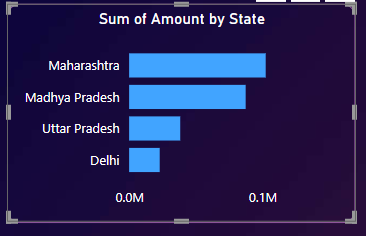 Sum of Amount by State
Maharashtra
Madhya Pradesh
Uttar Pradesh
Delhi
0.0M 0.1M